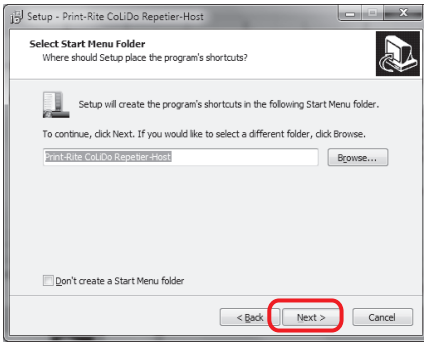 Setup - Print-Rite CoLiDo Repetier-Host
Select Start Menu Folder
Where should Setup place the program's shortcuts?
Setup will create the program's shortcuts in the following Start Menu folder.
To continue, click Next. If you would like to select a different folder, click Browse.
Print-Rite CoLiDo Repetier-Host
Browse...
Don't create a Start Menu folder
< Back
Next >
Cancel